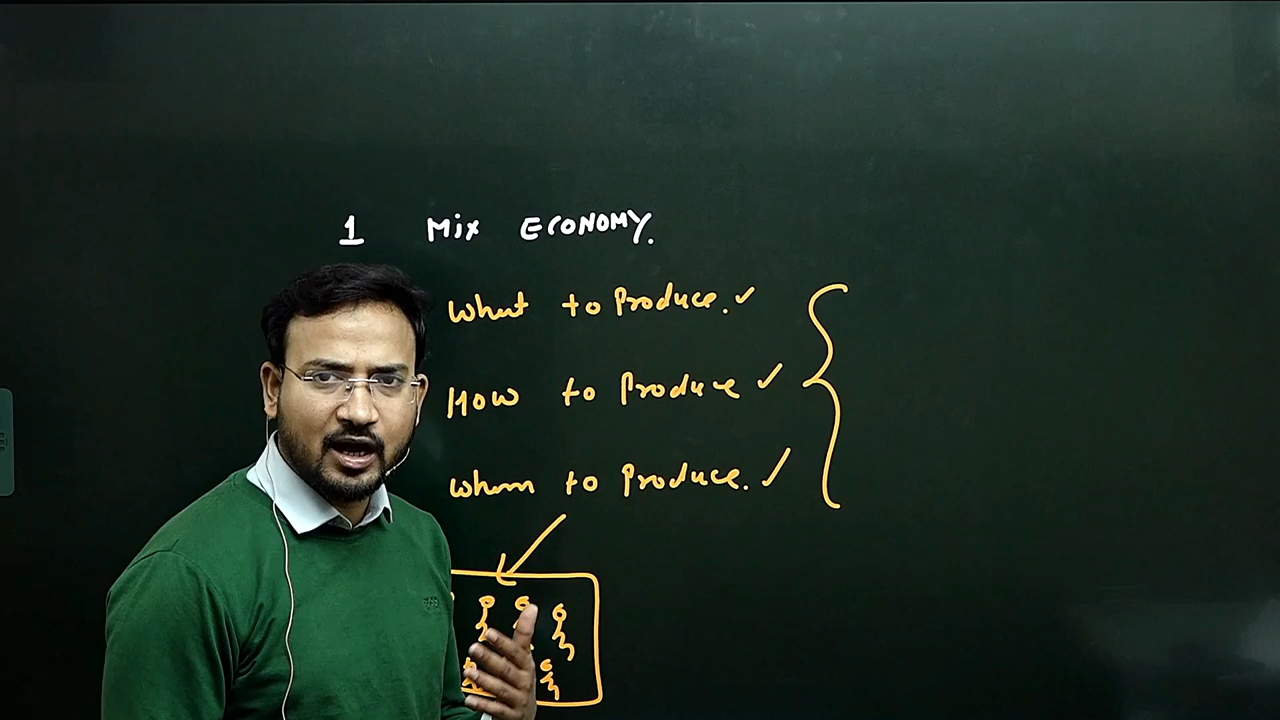 1 Mix ECONOMY.
What to Produce. ✓
How to Produce ✓
Whom to Produce. ✓